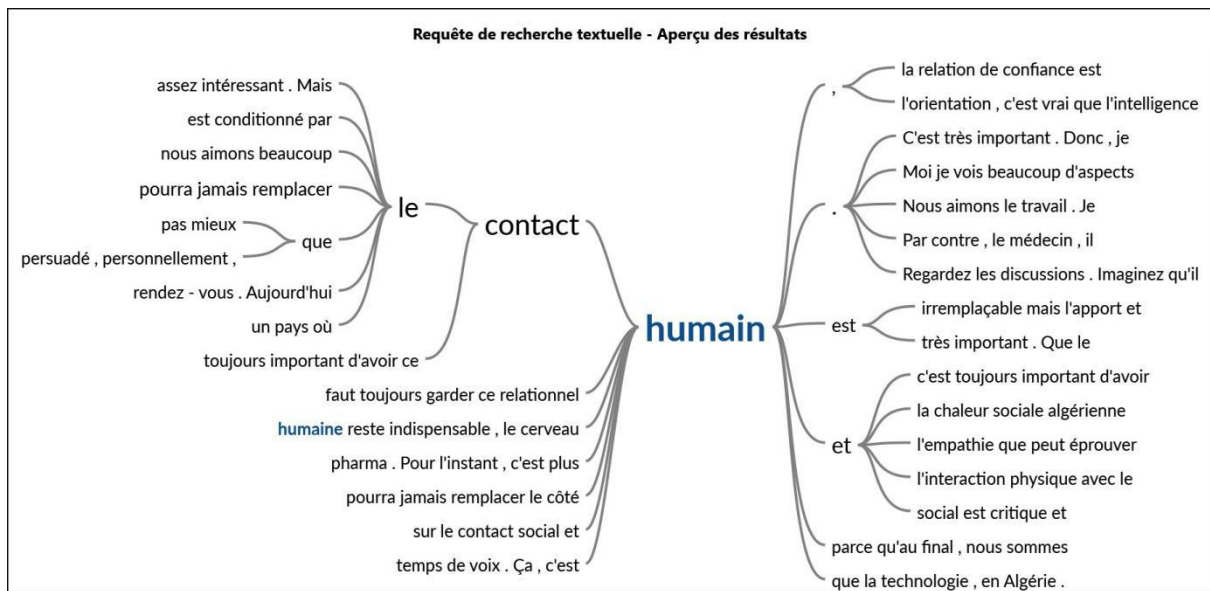 Requête de recherche textuelle - Aperçu des résultats
assez intéressant . Mais
est conditionné par
nous aimons beaucoup
pourra jamais remplacer
pas mieux
persuadé , personnellement ,
que
rendez - vous . Aujourd'hui
un pays où
le
toujours important d'avoir ce
contact
faut toujours garder ce relationnel
humaine reste indispensable , le cerveau
pharma . Pour l'instant , c'est plus
pourra jamais remplacer le côté
sur le contact social et
temps de voix . Ça , c'est
humain
,
la relation de confiance est
l'orientation , c'est vrai que l'intelligence
.
C'est très important . Donc , je
Moi je vois beaucoup d'aspects
Nous aimons le travail . Je
Par contre , le médecin , il
Regardez les discussions . Imaginez qu'il
est
irremplaçable mais l'apport et
très important . Que le
et
c'est toujours important d'avoir
la chaleur sociale algérienne
l'empathie que peut éprouver
l'interaction physique avec le
social est critique et
parce qu'au final , nous sommes
que la technologie , en Algérie .